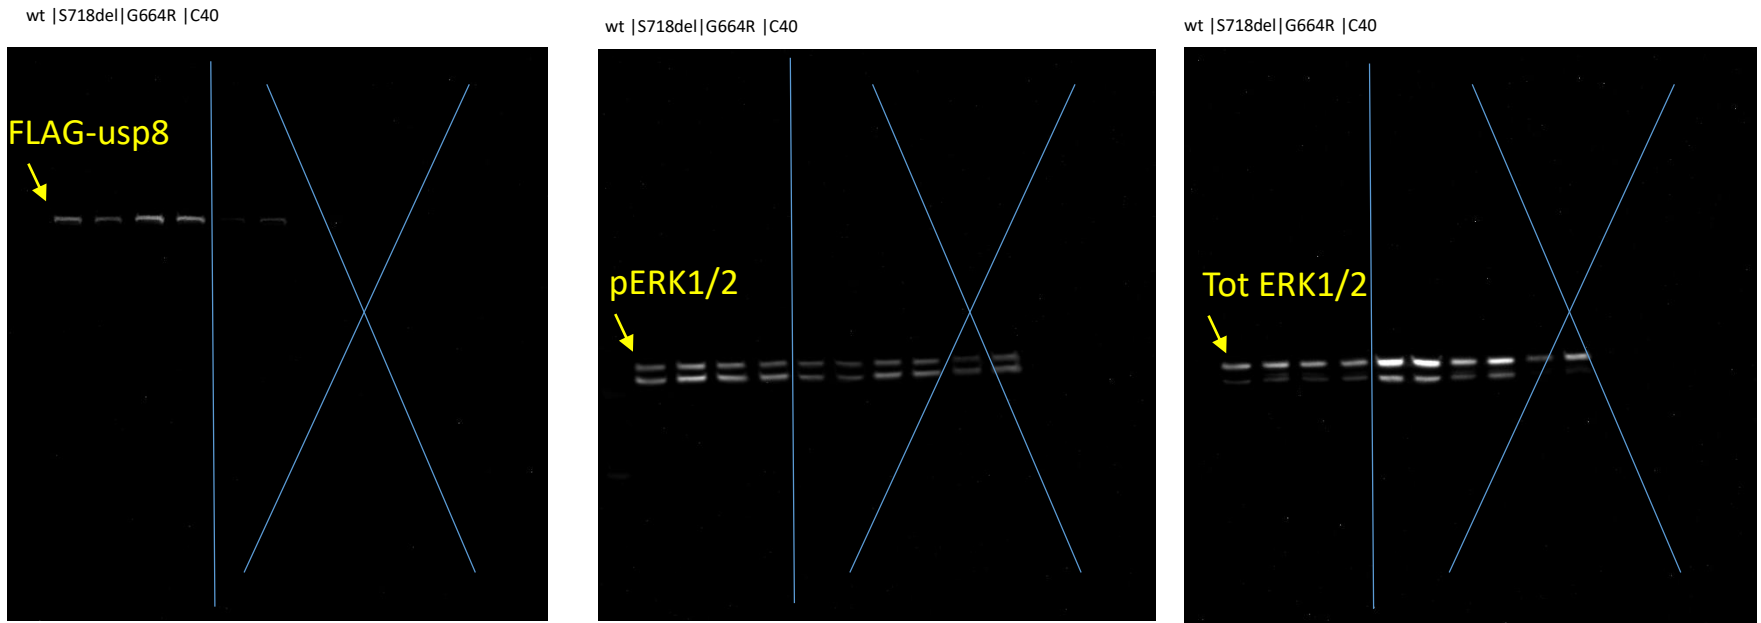 wt |S718del|G664R |C40
wt |S718del|G664R |C40
wt |S718del|G664R |C40
FLAG-usp8
pERK1/2
Tot ERK1/2